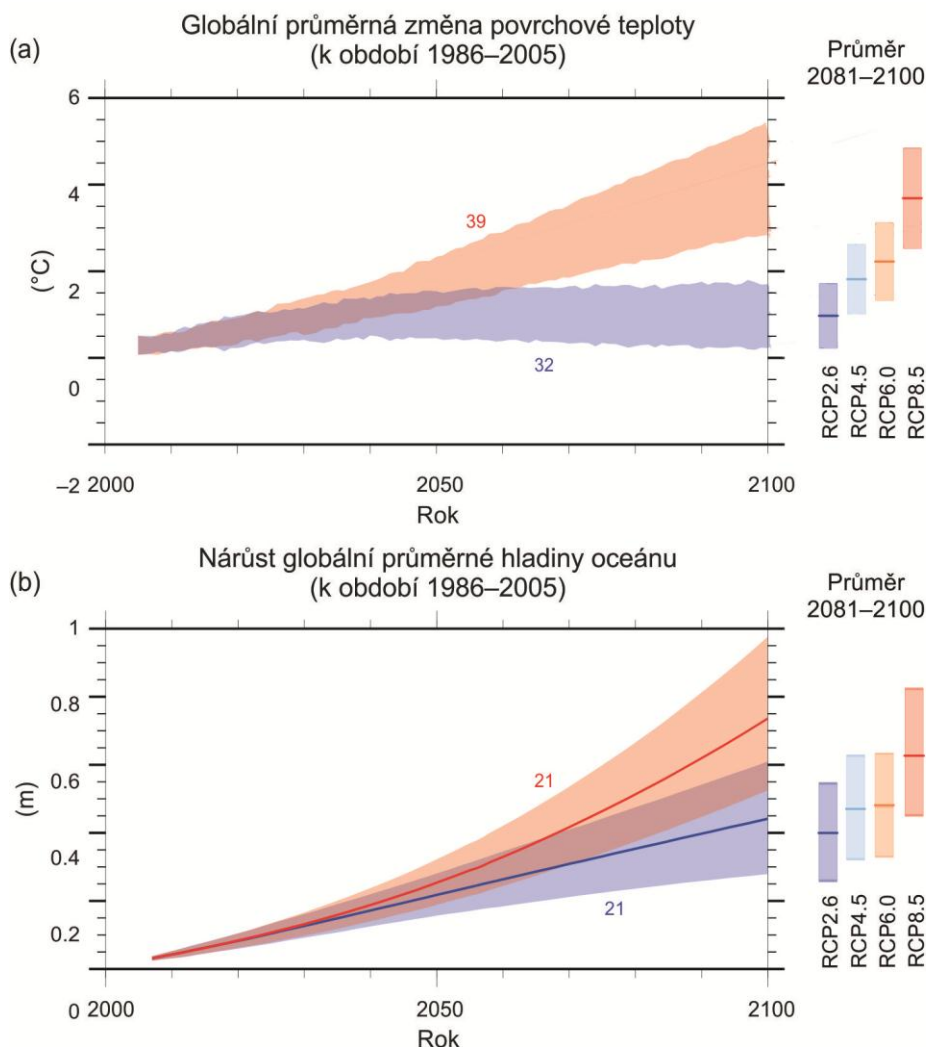 (a)
Globální průměrná změna povrchové teploty
(k období 1986–2005)
Průměr
2081–2100
6
4
2
0
–2
(°C)
39
32
2000
2050
2100
Rok
RCP2.6
RCP4.5
RCP6.0
RCP8.5
(b)
Nárůst globální průměrné hladiny oceánu
(k období 1986–2005)
Průměr
2081–2100
1
0.8
0.6
0.4
0.2
0
(m)
21
21
2000
2050
2100
Rok
RCP2.6
RCP4.5
RCP6.0
RCP8.5